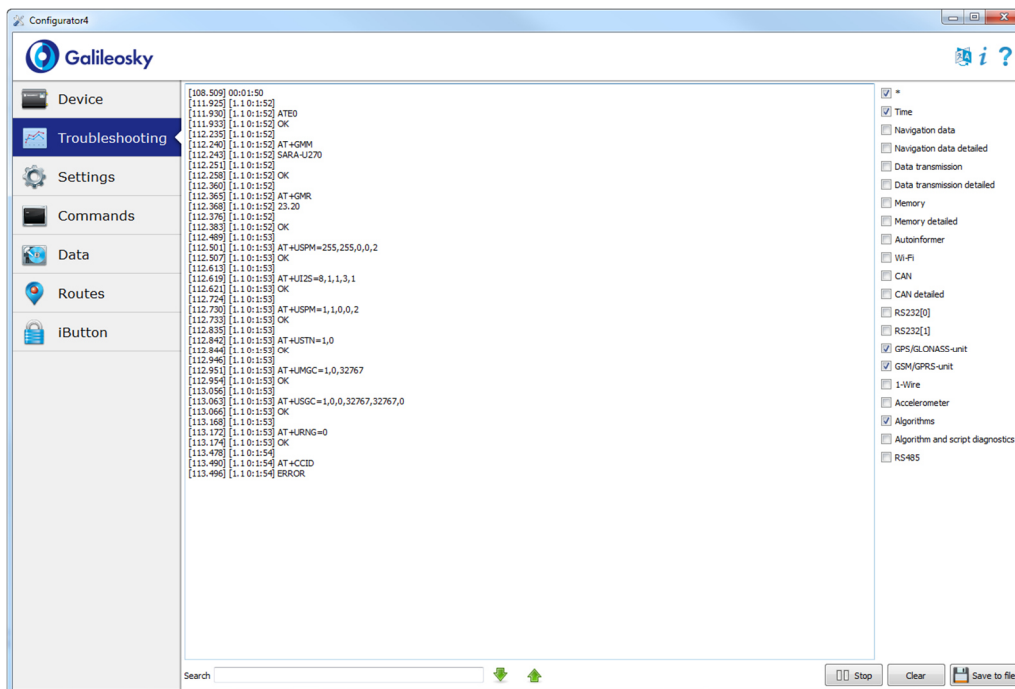 Configurator4
Galileosky
Device
Troubleshooting
Settings
Commands
Data
Routes
iButton
[108.509] 00:01:50
[111.925] [1.1 0:1:52]
[111.930] [1.1 0:1:52] ATE0
[111.933] [1.1 0:1:52] OK
[112.235] [1.1 0:1:52]
[112.240] [1.1 0:1:52] AT+GMM
[112.243] [1.1 0:1:52] SARA-U270
[112.251] [1.1 0:1:52]
[112.258] [1.1 0:1:52] OK
[112.360] [1.1 0:1:52]
[112.365] [1.1 0:1:52] AT+GMR
[112.368] [1.1 0:1:52] 23.20
[112.376] [1.1 0:1:52]
[112.383] [1.1 0:1:52] OK
[112.489] [1.1 0:1:53]
[112.501] [1.1 0:1:53] AT+USPM=255,255,0,0,2
[112.507] [1.1 0:1:53] OK
[112.613] [1.1 0:1:53]
[112.619] [1.1 0:1:53] AT+UI2S=8,1,1,3,1
[112.621] [1.1 0:1:53] OK
[112.724] [1.1 0:1:53]
[112.730] [1.1 0:1:53] AT+USPM=1,1,0,0,2
[112.733] [1.1 0:1:53] OK
[112.835] [1.1 0:1:53]
[112.842] [1.1 0:1:53] AT+USTN=1,0
[112.844] [1.1 0:1:53] OK
[112.946] [1.1 0:1:53]
[112.951] [1.1 0:1:53] AT+UMGC=1,0,32767
[112.954] [1.1 0:1:53] OK
[113.056] [1.1 0:1:53]
[113.063] [1.1 0:1:53] AT+USGC=1,0,0,32767,32767,0
[113.066] [1.1 0:1:53] OK
[113.168] [1.1 0:1:53]
[113.172] [1.1 0:1:53] AT+URNG=0
[113.174] [1.1 0:1:53] OK
[113.478] [1.1 0:1:54]
[113.490] [1.1 0:1:54] AT+CCID
[113.496] [1.1 0:1:54] ERROR
*
Time
Navigation data
Navigation data detailed
Data transmission
Data transmission detailed
Memory
Memory detailed
Autoinformer
Wi-Fi
CAN
CAN detailed
RS232[0]
RS232[1]
GPS/GLONASS-unit
GSM/GPRS-unit
1-Wire
Accelerometer
Algorithms
Algorithm and script diagnostics
RS485
Search
Stop
Clear
Save to file